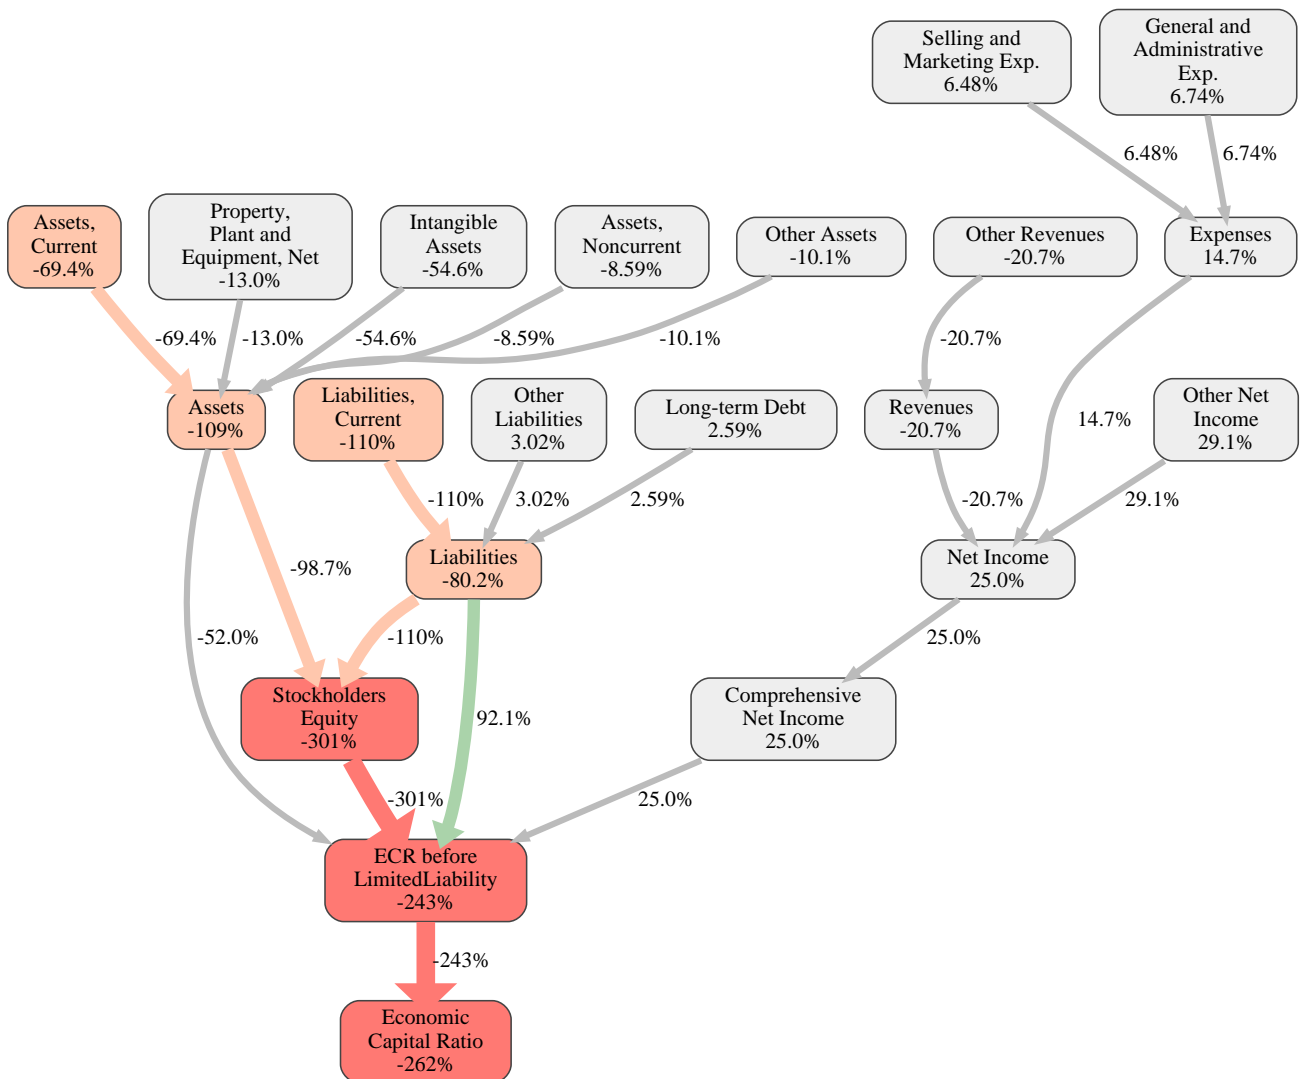 Selling and
Marketing Exp.
6.48%
General and
Administrative
Exp.
6.74%
6.48%
6.74%
Assets,
Current
-69.4%
Property,
Plant and
Equipment, Net
-13.0%
Intangible
Assets
-54.6%
Assets,
Noncurrent
-8.59%
Other Assets
-10.1%
Other Revenues
-20.7%
Expenses
14.7%
-69.4%
-13.0%
-54.6%
-8.59%
-10.1%
-20.7%
Assets
-109%
Liabilities,
Current
-110%
Other
Liabilities
3.02%
Long-term Debt
2.59%
Revenues
-20.7%
14.7%
Other Net
Income
29.1%
-110%
3.02%
2.59%
-20.7%
29.1%
-98.7%
Liabilities
-80.2%
Net Income
25.0%
-52.0%
-110%
25.0%
Stockholders
Equity
-301%
92.1%
Comprehensive
Net Income
25.0%
-301%
25.0%
ECR before
LimitedLiability
-243%
-243%
Economic
Capital Ratio
-262%